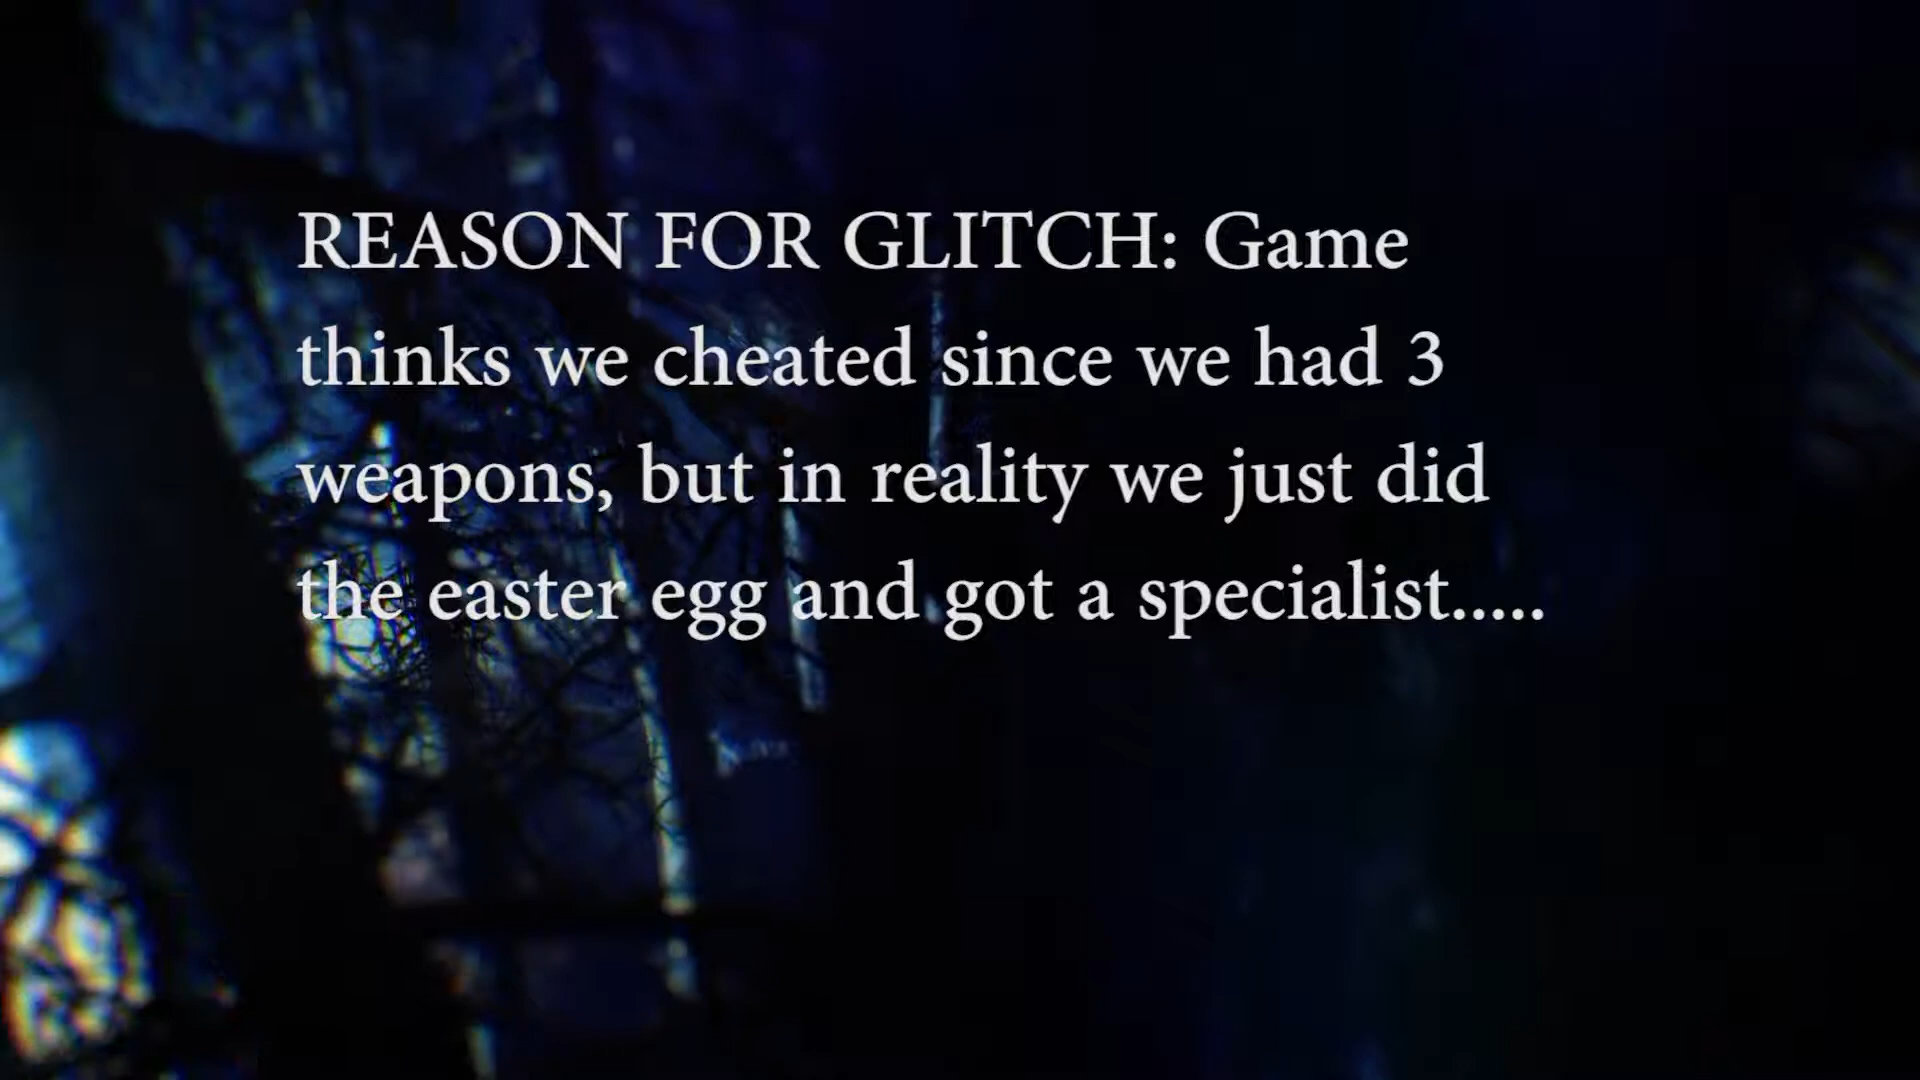 REASON FOR GLITCH: Game
thinks we cheated since we had 3
weapons, but in reality we just did
the easter egg and got a specialist.....